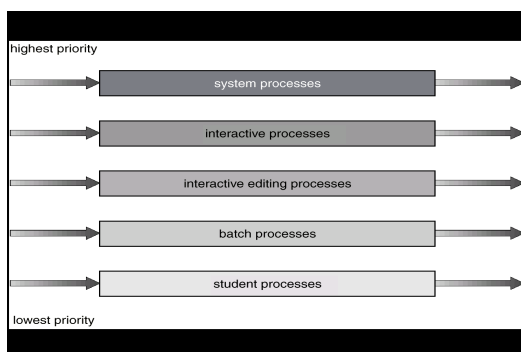 highest priority
system processes
interactive processes
interactive editing processes
batch processes
student processes
lowest priority